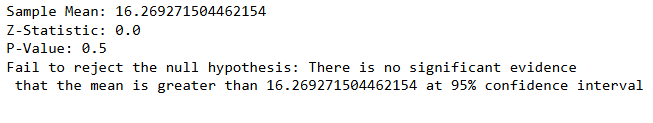 Sample Mean: 16.269271504462154
Z-Statistic: 0.0
P-Value: 0.5
Fail to reject the null hypothesis: There is no significant evidence
 that the mean is greater than 16.269271504462154 at 95% confidence interval